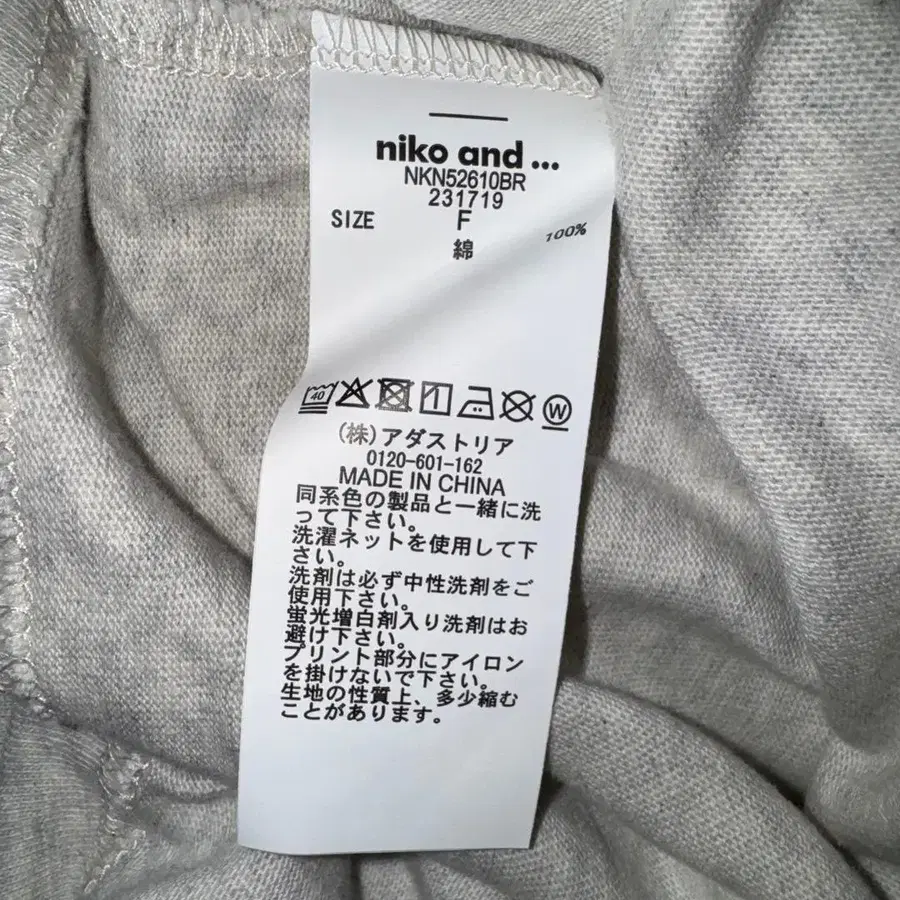 niko and ...
NKN52610BR
231719
SIZE F
綿 100%
40 W
(株)アダストリア
0120-601-162
MADE IN CHINA
同系色の製品と一緒に洗
って下さい。
洗濯ネットを使用して下
さい。
洗剤は必ず中性洗剤をご
使用下さい。
蛍光増白剤入り洗剤はお
避け下さい。
プリント部分にアイロン
を掛けないで下さい。
生地の性質上、多少縮む
ことがあります。